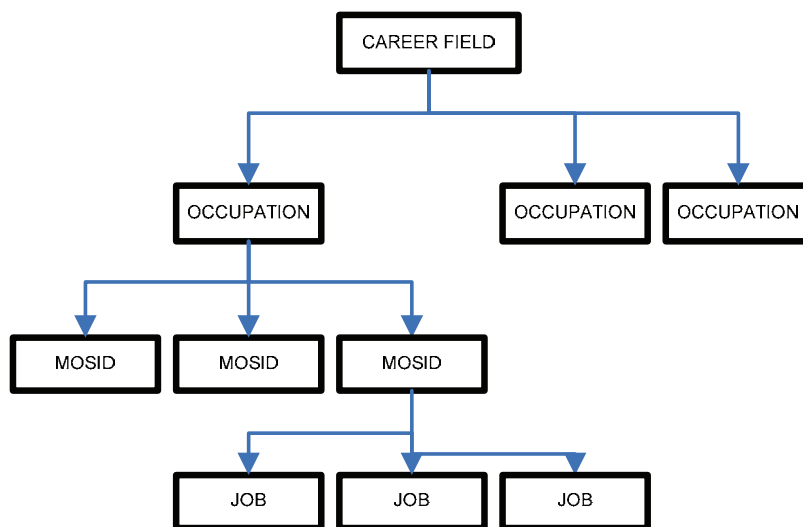 CAREER FIELD
OCCUPATION
OCCUPATION
OCCUPATION
MOSID
MOSID
MOSID
JOB
JOB
JOB